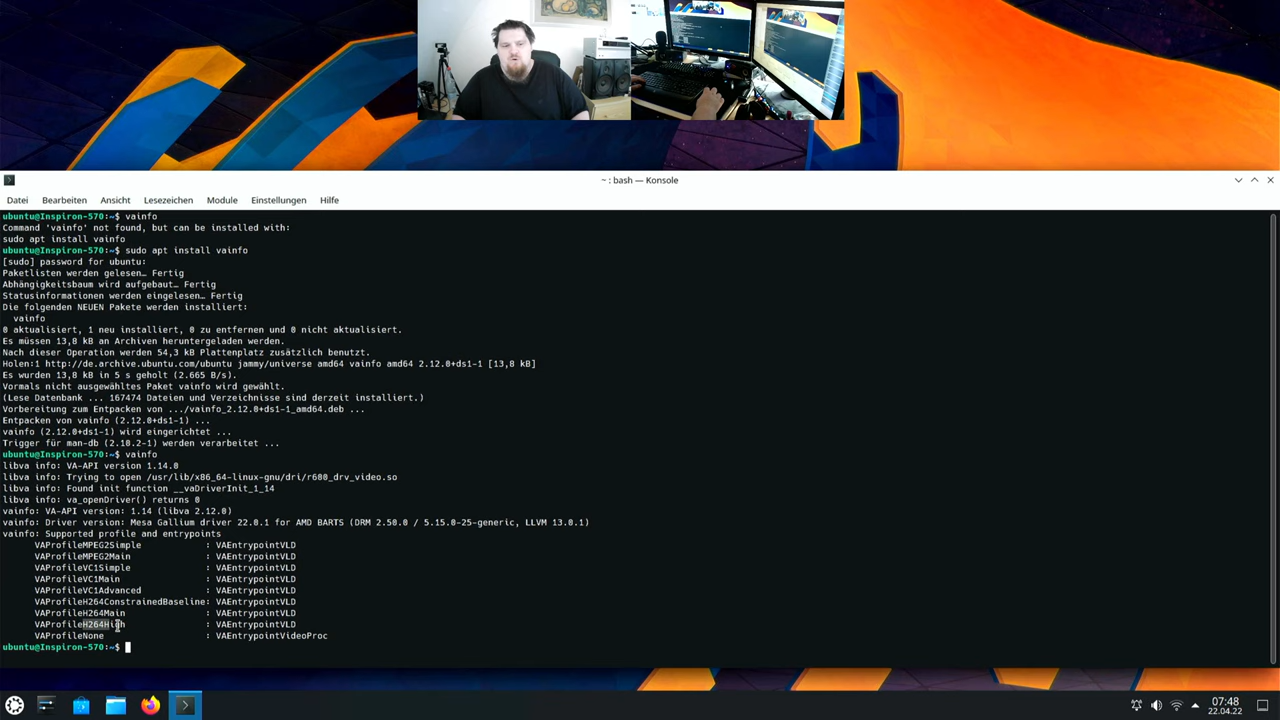 ~ : bash — Konsole
Datei Bearbeiten Ansicht Lesezeichen Module Einstellungen Hilfe
ubuntu@Inspiron-570:~$ vainfo
Command 'vainfo' not found, but can be installed with:
sudo apt install vainfo
ubuntu@Inspiron-570:~$ sudo apt install vainfo
[sudo] password for ubuntu:
Paketlisten werden gelesen… Fertig
Abhängigkeitsbaum wird aufgebaut… Fertig
Statusinformationen werden eingelesen… Fertig
Die folgenden NEUEN Pakete werden installiert:
vainfo
0 aktualisiert, 1 neu installiert, 0 zu entfernen und 0 nicht aktualisiert.
Es müssen 13,8 kB an Archiven heruntergeladen werden.
Nach dieser Operation werden 54,3 kB Plattenplatz zusätzlich benutzt.
Holen:1 http://de.archive.ubuntu.com/ubuntu jammy/universe amd64 vainfo amd64 2.12.0+ds1-1 [13,8 kB]
Es wurden 13,8 kB in 5 s geholt (2.665 B/s).
Vormals nicht ausgewähltes Paket vainfo wird gewählt.
(Lese Datenbank ... 167474 Dateien und Verzeichnisse sind derzeit installiert.)
Vorbereitung zum Entpacken von .../vainfo_2.12.0+ds1-1_amd64.deb ...
Entpacken von vainfo (2.12.0+ds1-1) ...
vainfo (2.12.0+ds1-1) wird eingerichtet ...
Trigger für man-db (2.10.2-1) werden verarbeitet ...
ubuntu@Inspiron-570:~$ vainfo
libva info: VA-API version 1.14.0
libva info: Trying to open /usr/lib/x86_64-linux-gnu/dri/r600_drv_video.so
libva info: Found init function __vaDriverInit_1_14
libva info: va_openDriver() returns 0
vainfo: VA-API version: 1.14 (libva 2.12.0)
vainfo: Driver version: Mesa Gallium driver 22.0.1 for AMD BARTS (DRM 2.50.0 / 5.15.0-25-generic, LLVM 13.0.1)
vainfo: Supported profile and entrypoints
VAProfileMPEG2Simple : VAEntrypointVLD
VAProfileMPEG2Main : VAEntrypointVLD
VAProfileVC1Simple : VAEntrypointVLD
VAProfileVC1Main : VAEntrypointVLD
VAProfileVC1Advanced : VAEntrypointVLD
VAProfileH264ConstrainedBaseline: VAEntrypointVLD
VAProfileH264Main : VAEntrypointVLD
VAProfileH264High : VAEntrypointVLD
VAProfileNone : VAEntrypointVideoProc
ubuntu@Inspiron-570:~$
07:48
22.04.22